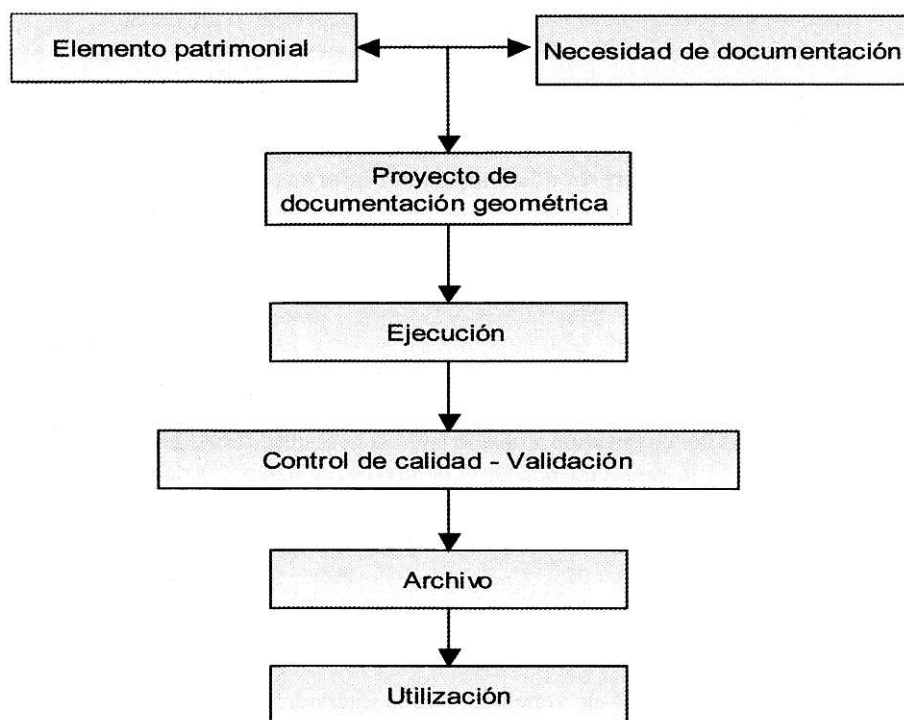 Elemento patrimonial
Necesidad de documentación
Proyecto de
documentación geométrica
Ejecución
Control de calidad - Validación
Archivo
Utilización